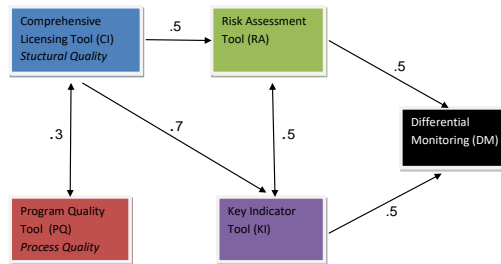 Comprehensive
Licensing Tool (CI)
Stuctural Quality
.5
Risk Assessment
Tool (RA)
.5
.3
.7
.5
Differential
Monitoring (DM)
Program Quality
Tool (PQ)
Process Quality
Key Indicator
Tool (KI)
.5